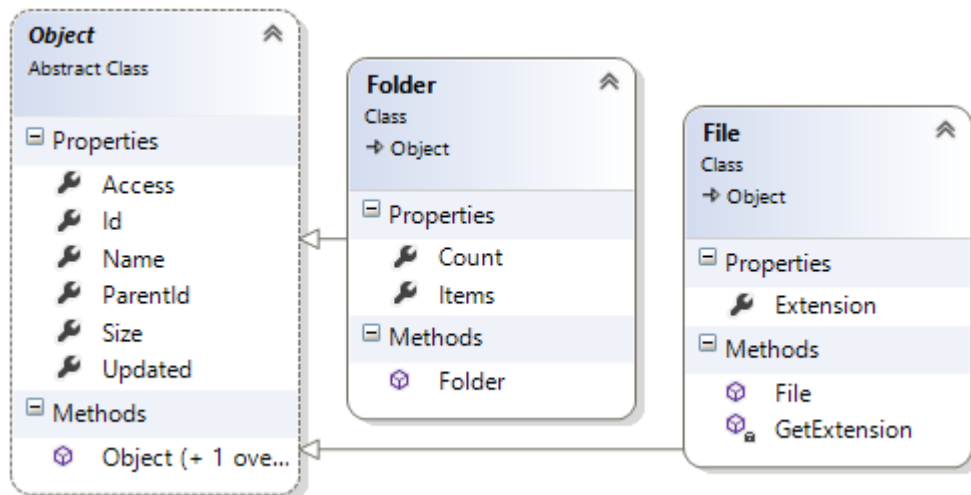 Object
Abstract Class
Properties
Access
Id
Name
ParentId
Size
Updated
Methods
Object (+ 1 ove...
Folder
Class
Object
Properties
Count
Items
Methods
Folder
File
Class
Object
Properties
Extension
Methods
File
GetExtension